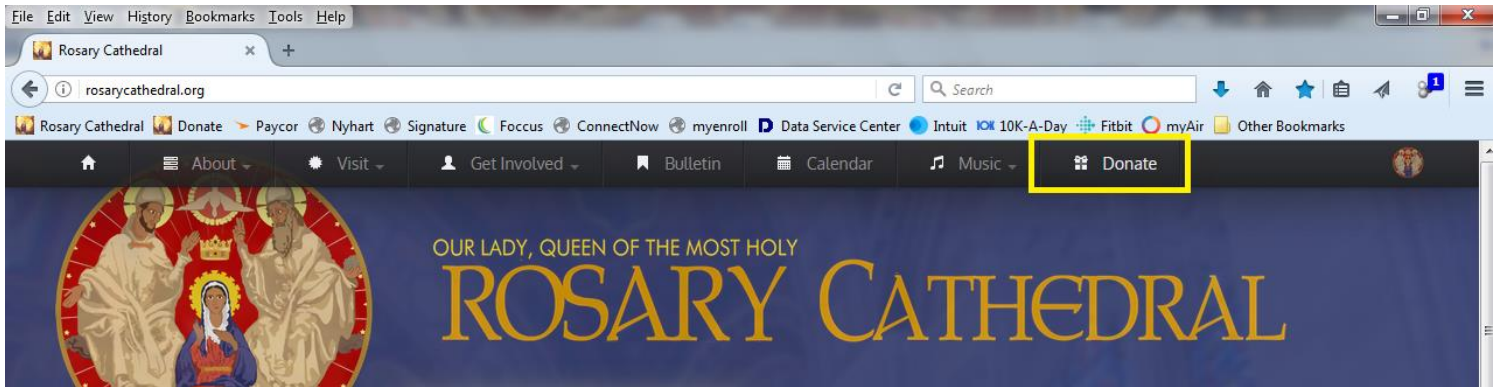 File Edit View History Bookmarks Tools Help
Rosary Cathedral
rosarycathedral.org Search 1
Rosary Cathedral Donate Paycor Nyhart Signature Foccus ConnectNow myenroll D Data Service Center Intuit 10K 10K-A-Day Fitbit myAir Other Bookmarks
About Visit Get Involved Bulletin Calendar Music Donate
OUR LADY, QUEEN OF THE MOST HOLY
ROSARY CATHEDRAL